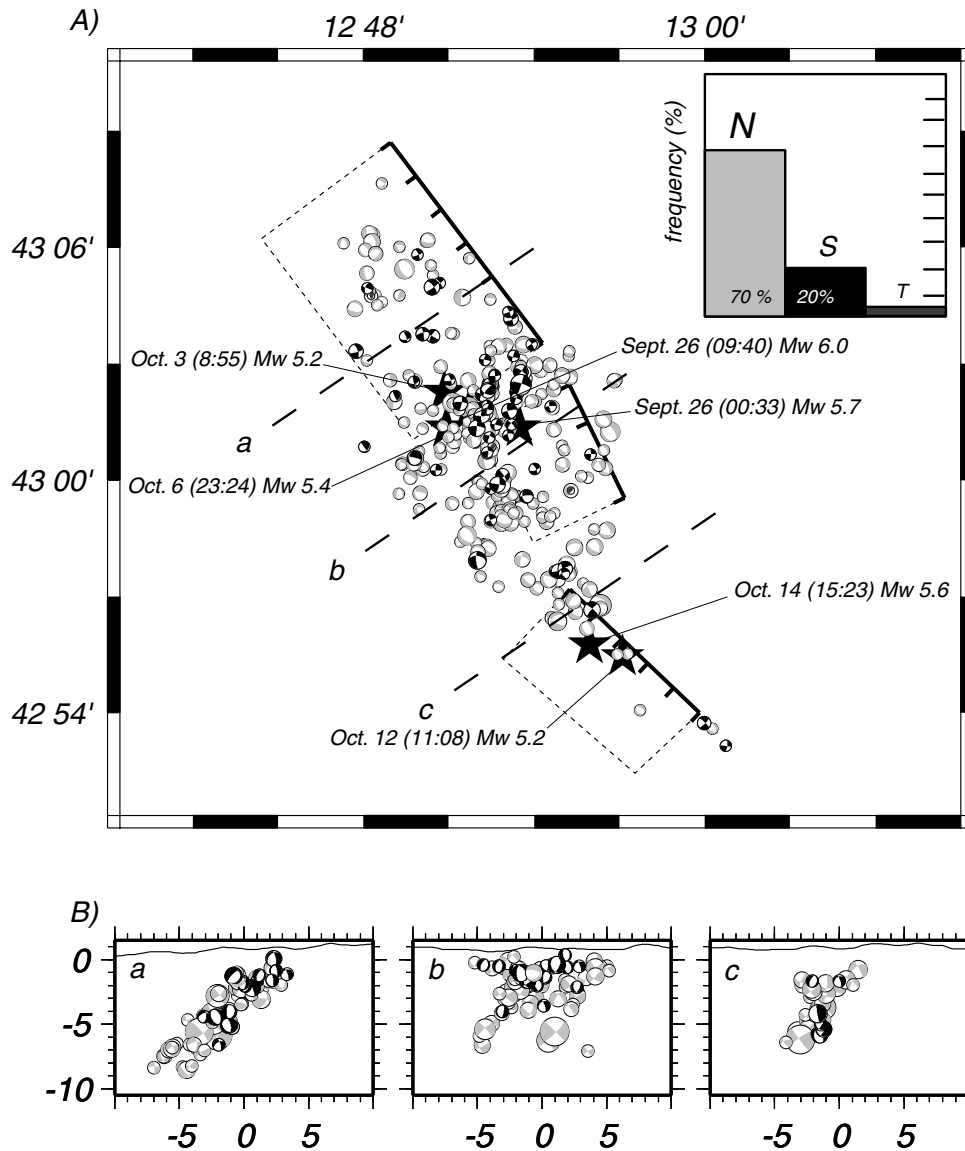 A)
12 48'
13 00'
frequency (%)
N
S
T
70 %
20%
43 06'
Oct. 3 (8:55) Mw 5.2
Sept. 26 (09:40) Mw 6.0
Sept. 26 (00:33) Mw 5.7
a
43 00'
Oct. 6 (23:24) Mw 5.4
b
Oct. 14 (15:23) Mw 5.6
c
42 54'
Oct. 12 (11:08) Mw 5.2
B)
0
-5
-10
a
b
c
-5 0 5
-5 0 5
-5 0 5